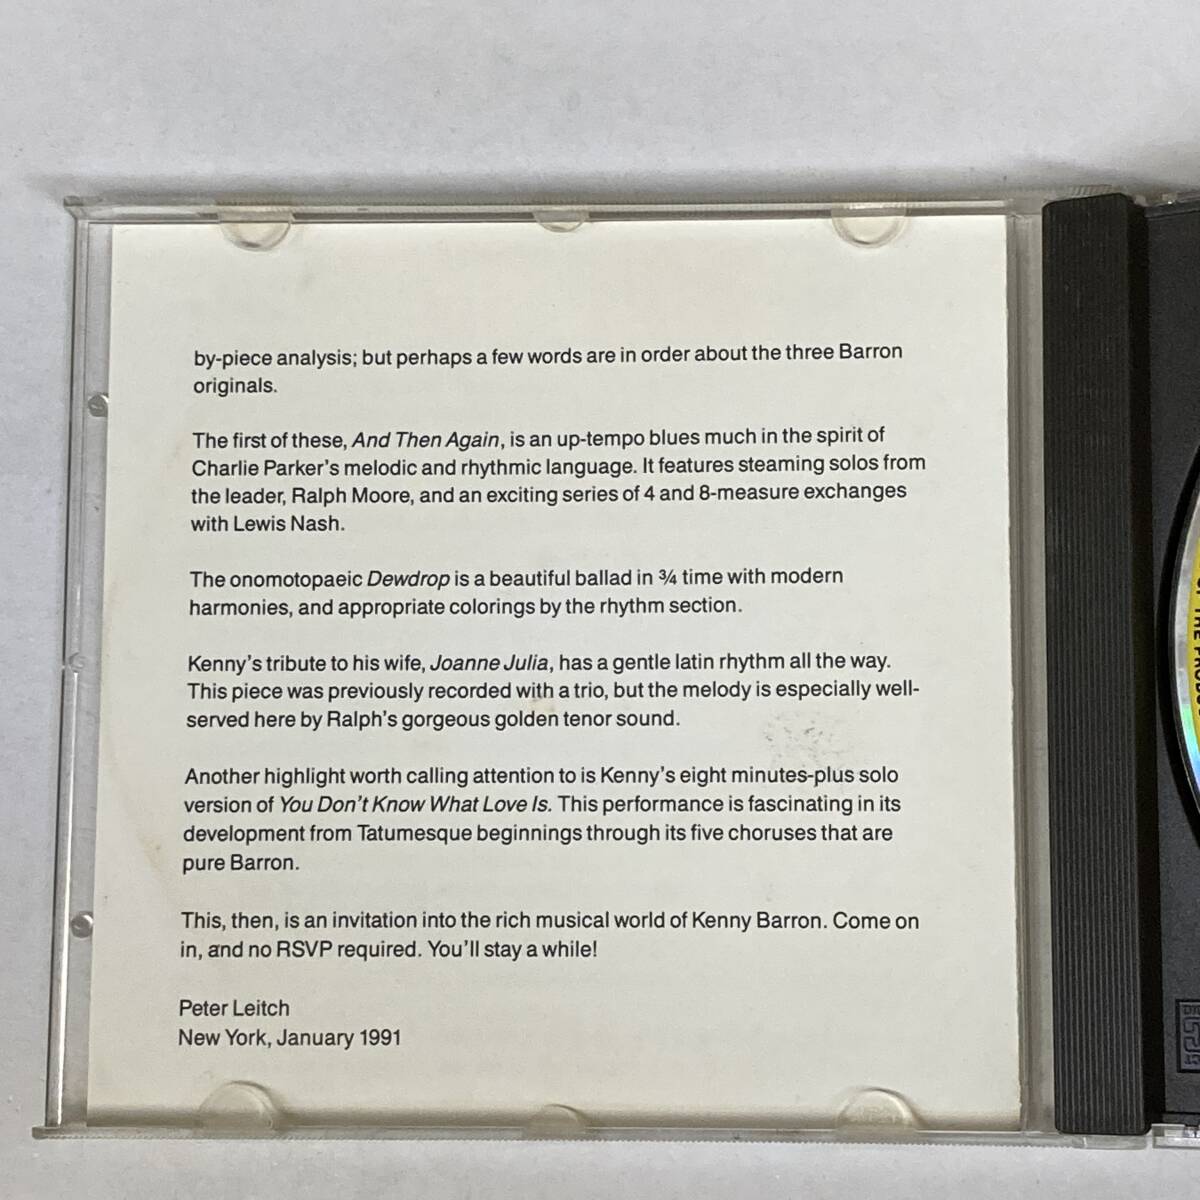 by-piece analysis; but perhaps a few words are in order about the three Barron
originals.
The first of these, And Then Again, is an up-tempo blues much in the spirit of
Charlie Parker's melodic and rhythmic language. It features steaming solos from
the leader, Ralph Moore, and an exciting series of 4 and 8-measure exchanges
with Lewis Nash.
The onomotopaeic Dewdrop is a beautiful ballad in ¾ time with modern
harmonies, and appropriate colorings by the rhythm section.
Kenny's tribute to his wife, Joanne Julia, has a gentle latin rhythm all the way.
This piece was previously recorded with a trio, but the melody is especially well-
served here by Ralph's gorgeous golden tenor sound.
Another highlight worth calling attention to is Kenny's eight minutes-plus solo
version of You Don't Know What Love Is. This performance is fascinating in its
development from Tatumesque beginnings through its five choruses that are
pure Barron.
This, then, is an invitation into the rich musical world of Kenny Barron. Come on
in, and no RSVP required. You'll stay a while!
Peter Leitch
New York, January 1991
OF THE